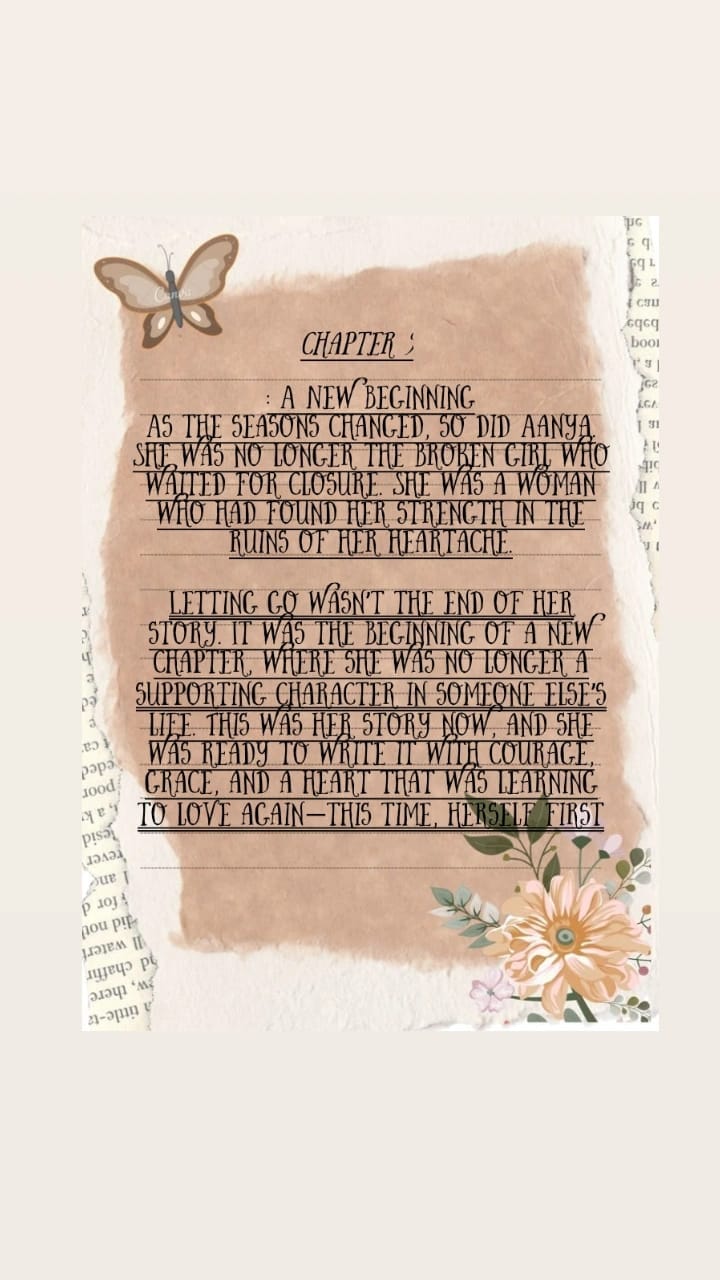 CHAPTER 5
: A NEW BEGINNING
AS THE SEASONS CHANGED, SO DID AANYA.
SHE WAS NO LONGER THE BROKEN GIRL WHO
WAITED FOR CLOSURE. SHE WAS A WOMAN
WHO HAD FOUND HER STRENGTH IN THE
RUINS OF HER HEARTACHE.
LETTING GO WASN'T THE END OF HER
STORY. IT WAS THE BEGINNING OF A NEW
CHAPTER, WHERE SHE WAS NO LONGER A
SUPPORTING CHARACTER IN SOMEONE ELSE'S
LIFE. THIS WAS HER STORY NOW, AND SHE
WAS READY TO WRITE IT WITH COURAGE,
GRACE, AND A HEART THAT WAS LEARNING
TO LOVE AGAIN—THIS TIME, HERSELF FIRST
Canva